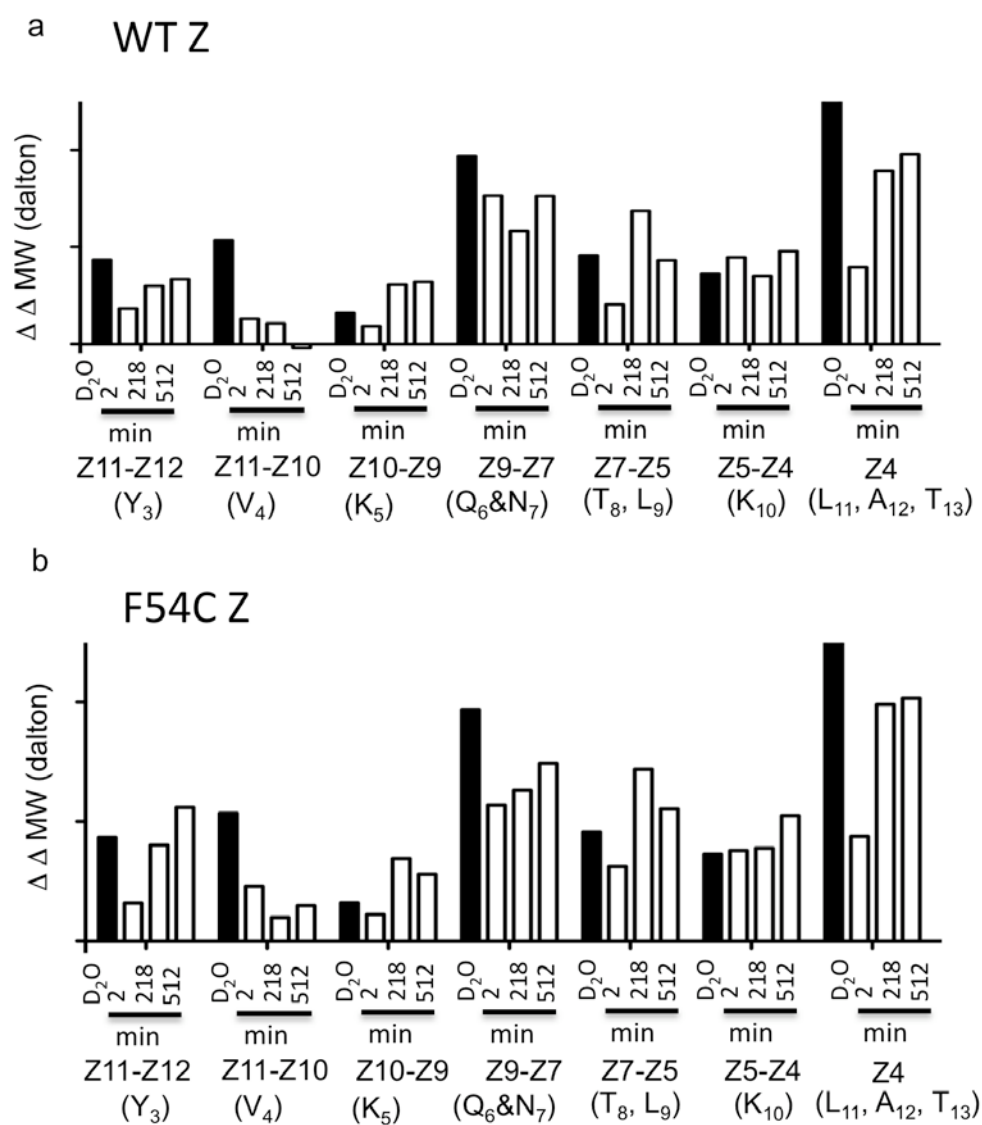 a
WT Z
Δ Δ MW (dalton)
D₂O 2 218 512 D₂O 2 218 512 D₂O 2 218 512 D₂O 2 218 512 D₂O 2 218 512 D₂O 2 218 512 D₂O 2 218 512
min min min min min min min
Z11-Z12 Z11-Z10 Z10-Z9 Z9-Z7 Z7-Z5 Z5-Z4 Z4
(Y₃) (V₄) (K₅) (Q₆&N₇) (T₈, L₉) (K₁₀) (L₁₁, A₁₂, T₁₃)
b
F54C Z
Δ Δ MW (dalton)
D₂O 2 218 512 D₂O 2 218 512 D₂O 2 218 512 D₂O 2 218 512 D₂O 2 218 512 D₂O 2 218 512 D₂O 2 218 512
min min min min min min min
Z11-Z12 Z11-Z10 Z10-Z9 Z9-Z7 Z7-Z5 Z5-Z4 Z4
(Y₃) (V₄) (K₅) (Q₆&N₇) (T₈, L₉) (K₁₀) (L₁₁, A₁₂, T₁₃)